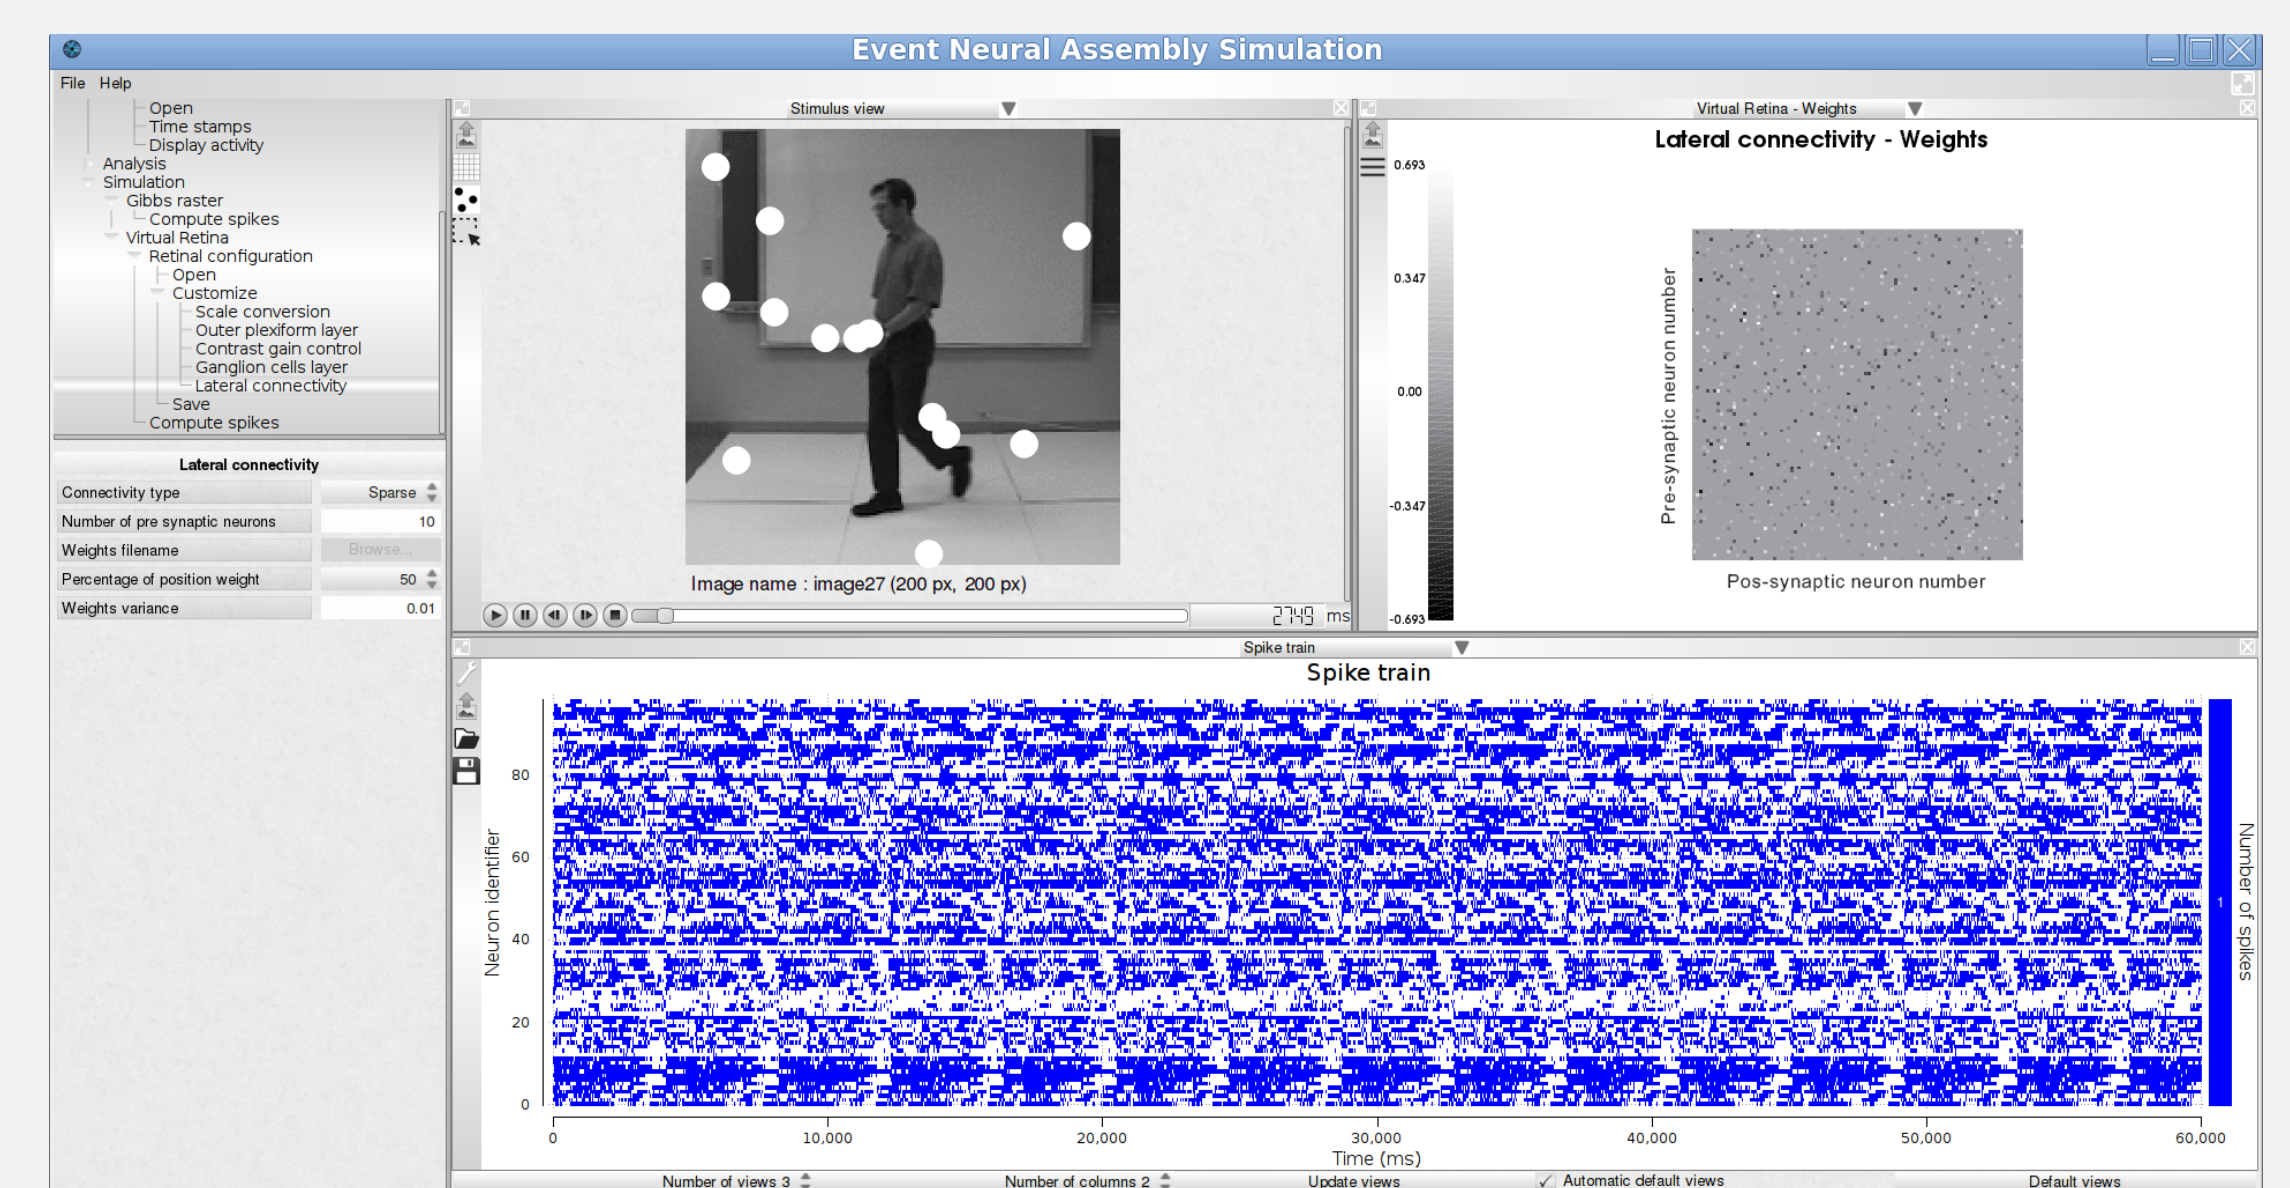 Event Neural Assembly Simulation
File Help
Open
Time stamps
Display activity
Analysis
Simulation
Gibbs raster
Compute spikes
Virtual Retina
Retinal configuration
Open
Customize
Scale conversion
Outer plexiform layer
Contrast gain control
Ganglion cells layer
Lateral connectivity
Save
Compute spikes
Lateral connectivity
Connectivity type Sparse
Number of pre synaptic neurons 10
Weights filename Browse...
Percentage of position weight 50
Weights variance 0.01
Stimulus view
Image name : image27 (200 px, 200 px)
2749 ms
Virtual Retina - Weights
Lateral connectivity - Weights
0.693
0.347
0.00
-0.347
-0.693
Pre-synaptic neuron number
Pos-synaptic neuron number
Spike train
Spike train
Neuron identifier
80
60
40
20
0
0 10,000 20,000 30,000 40,000 50,000 60,000
Time (ms)
1
Number of spikes
Number of views 3 Number of columns 2 Update views Automatic default views Default views